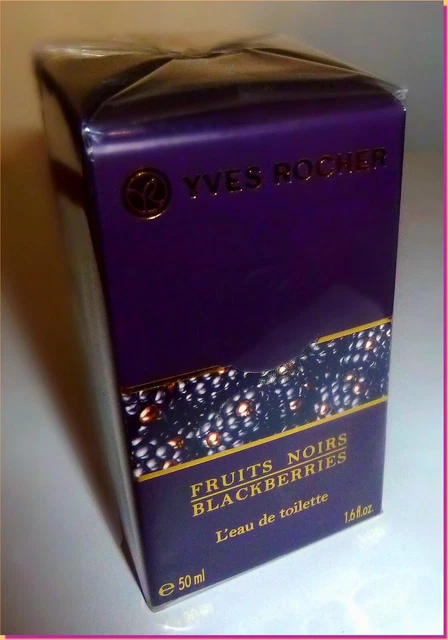 YVES ROCHER
FRUITS NOIRS
BLACKBERRIES
L'eau de toilette
℮ 50 ml
1.6 fl.oz.